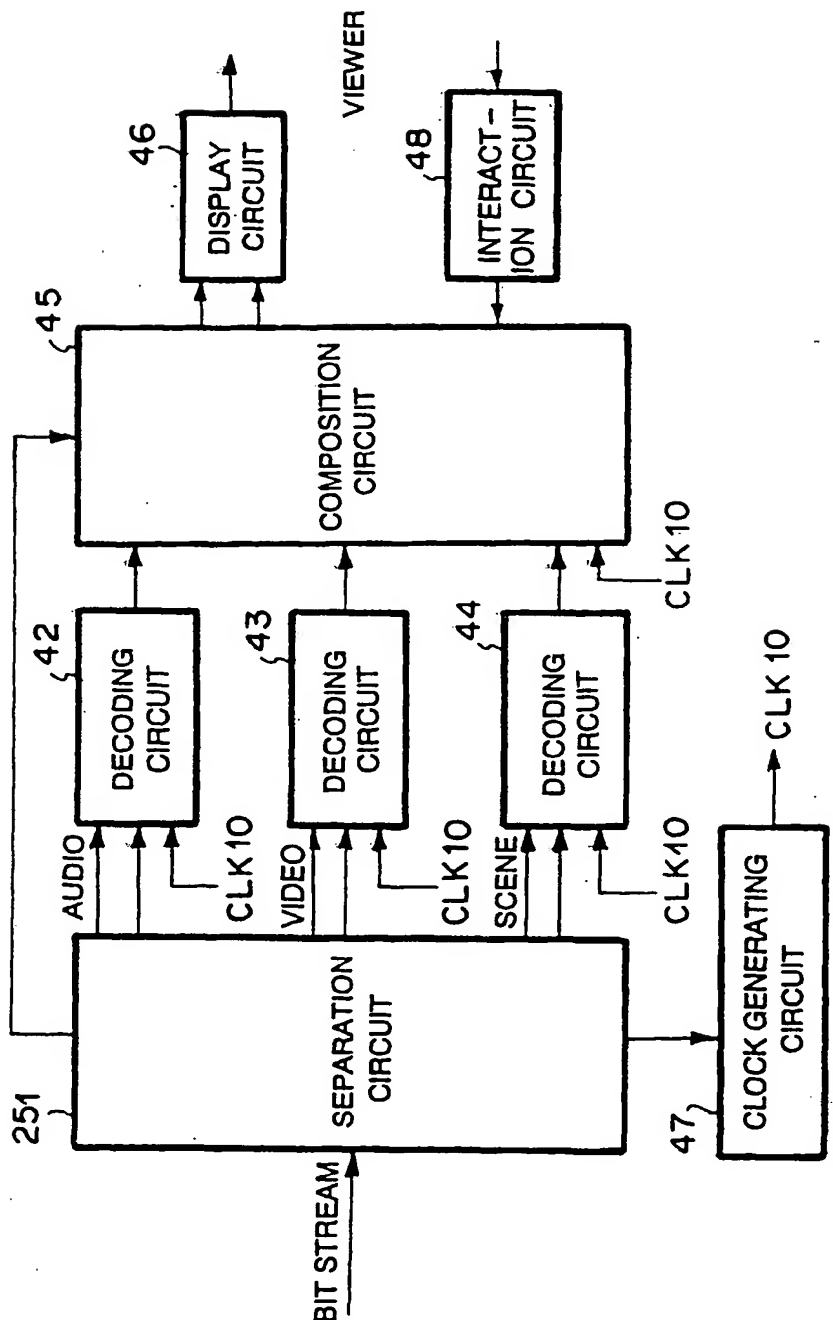 BIT STREAM
251
SEPARATION
CIRCUIT
AUDIO
CLK10
VIDEO
CLK10
SCENE
CLK10
42
DECODING
CIRCUIT
43
DECODING
CIRCUIT
44
DECODING
CIRCUIT
47
CLOCK GENERATING
CIRCUIT
CLK 10
45
COMPOSITION
CIRCUIT
CLK10
46
DISPLAY
CIRCUIT
VIEWER
48
INTERACT-
ION CIRCUIT